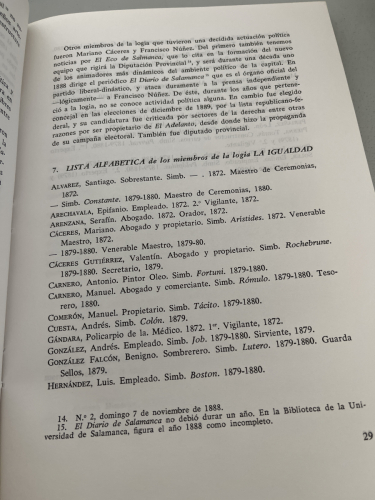 Otros miembros de la logia que tuvieron una decidida actuación política
fueron Mariano Cáceres y Francisco Núñez. Del primero también tenemos
noticias por El Eco de Salmanca, que lo cita en la formación del nuevo
equipo que rigirá la Diputación Provincial¹⁴, y será durante una década uno
de los animadores más dinámicos del ambiente político de la capital. En
1888 dirige el periódico El Diario de Salamanca¹⁵ que es el órgano oficial del
partido liberal-dinástico, y ataca duramente a la prensa independiente y
—lógicamente— a Francisco Núñez. De éste, durante los años que pertene-
ció a la logia, no se conoce actividad política alguna. En cambio fue elegido
concejal en las elecciones de diciembre de 1889, por la lista republicano-fe-
deral, y su candidatura fue criticada por sectores de la derecha entre otras
razones por ser propietario de El Adelanto, desde donde hizo la propaganda
de su campaña electoral. También fue diputado provincial.
7. LISTA ALFABETICA de los miembros de la logia LA IGUALDAD
ALVAREZ, Santiago. Sobrestante. Simb. — . 1872. Maestro de Ceremonias,
1872.
— Simb. Constante. 1879-1880. Maestro de Ceremonias, 1880.
ARECHAVALA, Epifanio. Empleado. 1872. 2.º Vigilante, 1872.
ARENZANA, Serafín. Abogado. 1872. Orados, 1872.
CÁCERES, Mariano. Abogado y propietario. Simb. Arístides. 1872. Venerable
Maestro, 1872.
— 1879-1880. Venerable Maestro, 1879-80.
CÁCERES GUTIÉRREZ, Valentín. Abogado y propietario. Simb. Rochebrune.
1879-1880. Secretario, 1879.
CARNERO, Antonio. Pintor Oleo. Simb. Fortuni. 1879-1880.
CARNERO, Manuel. Abogado y comerciante. Simb. Rómulo. 1879-1880. Teso-
rero, 1880.
COMERÓN, Manuel. Propietario. Simb. Tácito. 1879-1880.
CUESTA, Andrés. Simb. Colón. 1879.
GÁNDARA, Policarpio de la. Médico. 1872. 1ᵉʳ. Vigilante, 1872.
GONZÁLEZ, Andrés. Empleado. Simb. Job. 1879-1880. Sirviente, 1879.
GONZÁLEZ FALCÓN, Benigno. Sombrerero. Simb. Lutero. 1879-1880. Guarda
Sellos, 1879.
HERNÁNDEZ, Luis. Empleado. Simb. Boston. 1879-1880.
14. N.º 2, domingo 7 de noviembre de 1888.
15. El Diario de Salamanca no debió durar un año. En la Biblioteca de la Uni-
versidad de Salamanca, figura el año 1888 como incompleto.
29